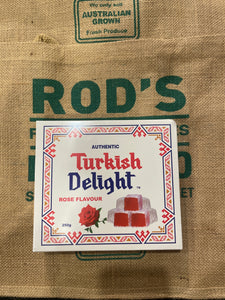 We only sell
AUSTRALIAN
GROWN
Fresh Produce
ROD'S
AUTHENTIC
Turkish
Delight
ROSE FLAVOUR
250g